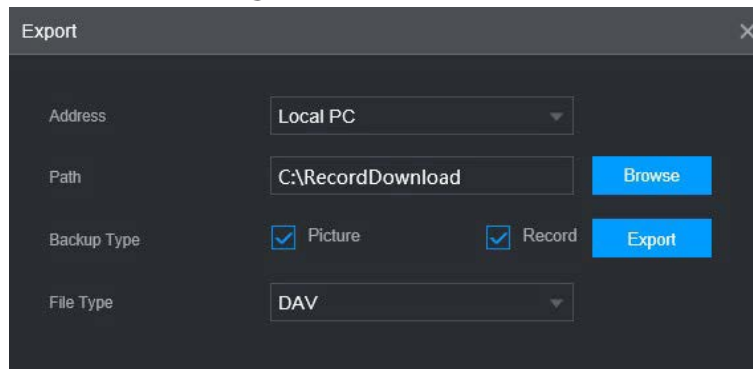 Export
Address Local PC
Path C:\RecordDownload Browse
Backup Type Picture Record Export
File Type DAV